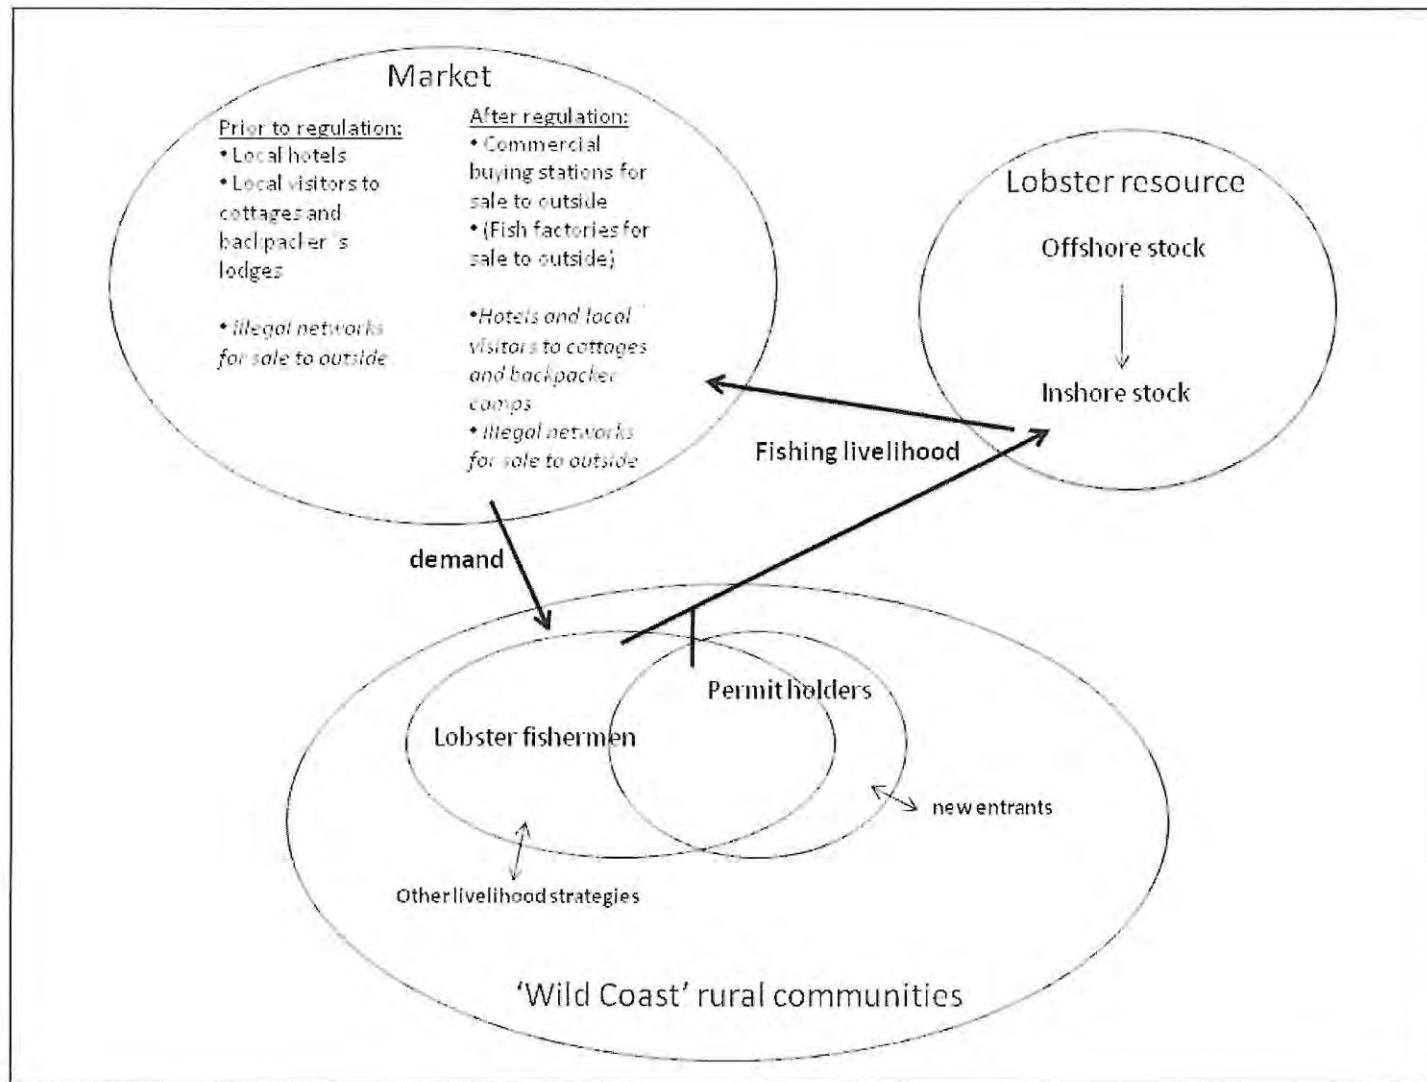 Market
Prior to regulation:
• Local hotels
• Local visitors to
cottages and
backpacker´s
lodges
• Illegal networks
for sale to outside
After regulation:
• Commercial
buying stations for
sale to outside
• (Fish factories for
sale to outside)
•Hotels and local
visitors to cottages
and backpacker
camps
• Illegal networks
for sale to outside
Lobster resource
Offshore stock
Inshore stock
Fishing livelihood
demand
Permit holders
Lobster fishermen
new entrants
Other livelihood strategies
‘Wild Coast’ rural communities